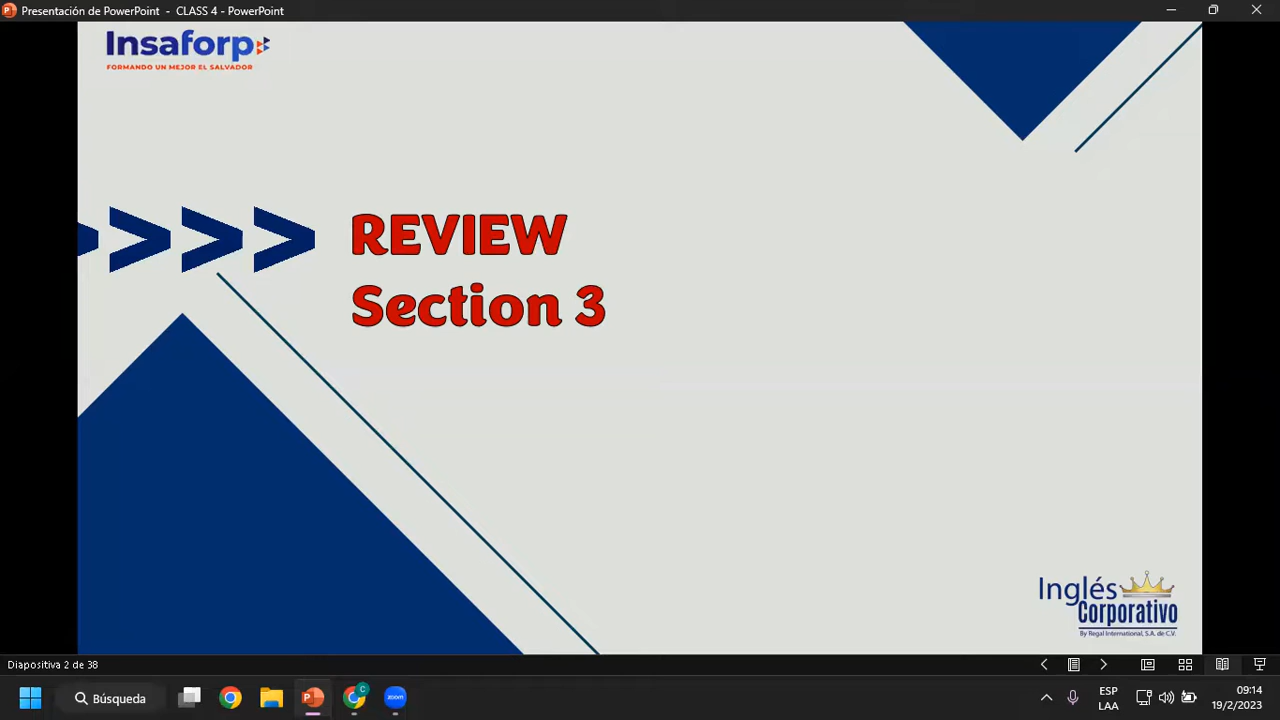 Presentación de PowerPoint - CLASS 4 - PowerPoint
Insaforp
FORMANDO UN MEJOR EL SALVADOR
>>>>
REVIEW
Section 3
Inglés
Corporativo
By Regal International, S.A. de C.V.
Diapositiva 2 de 38
Búsqueda
C
zoom
ESP
LAA
09:14
19/2/2023